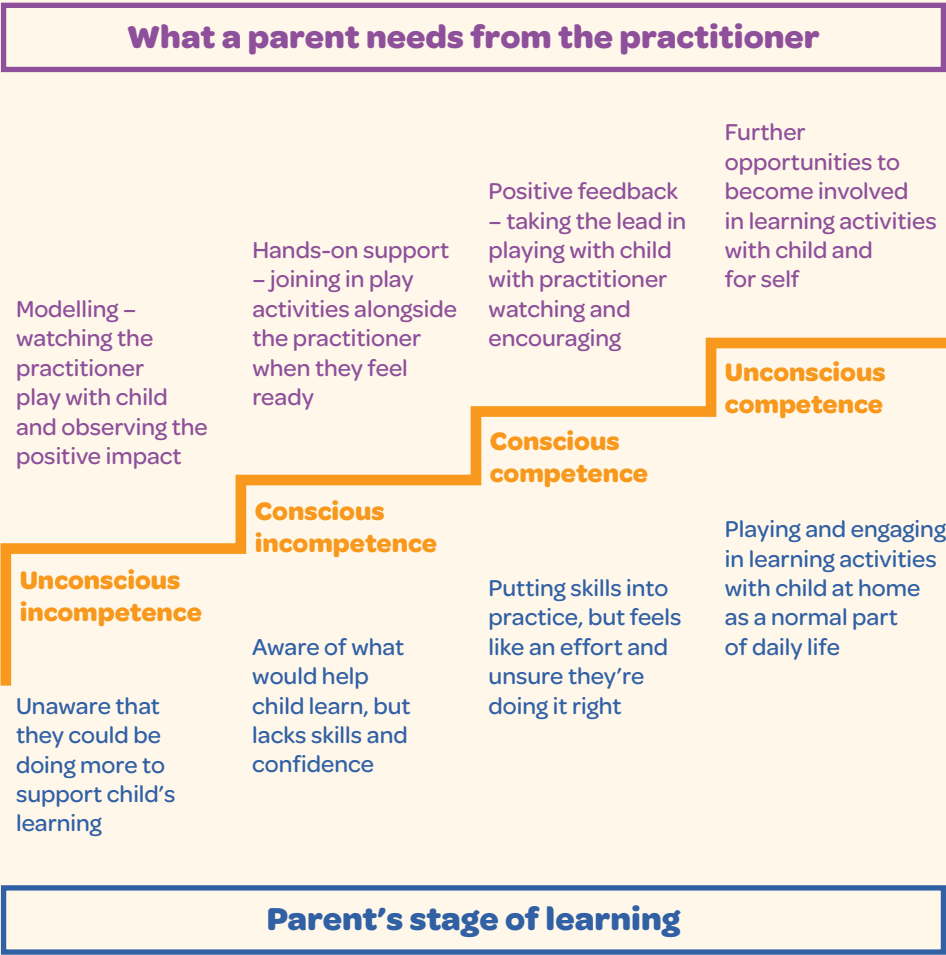 What a parent needs from the practitioner
Modelling –
watching the
practitioner
play with child
and observing the
positive impact
Hands-on support
– joining in play
activities alongside
the practitioner
when they feel
ready
Positive feedback
– taking the lead in
playing with child
with practitioner
watching and
encouraging
Further
opportunities to
become involved
in learning activities
with child and
for self
Unconscious
incompetence
Conscious
incompetence
Conscious
competence
Unconscious
competence
Unaware that
they could be
doing more to
support child’s
learning
Aware of what
would help
child learn, but
lacks skills and
confidence
Putting skills into
practice, but feels
like an effort and
unsure they’re
doing it right
Playing and engaging
in learning activities
with child at home
as a normal part
of daily life
Parent’s stage of learning